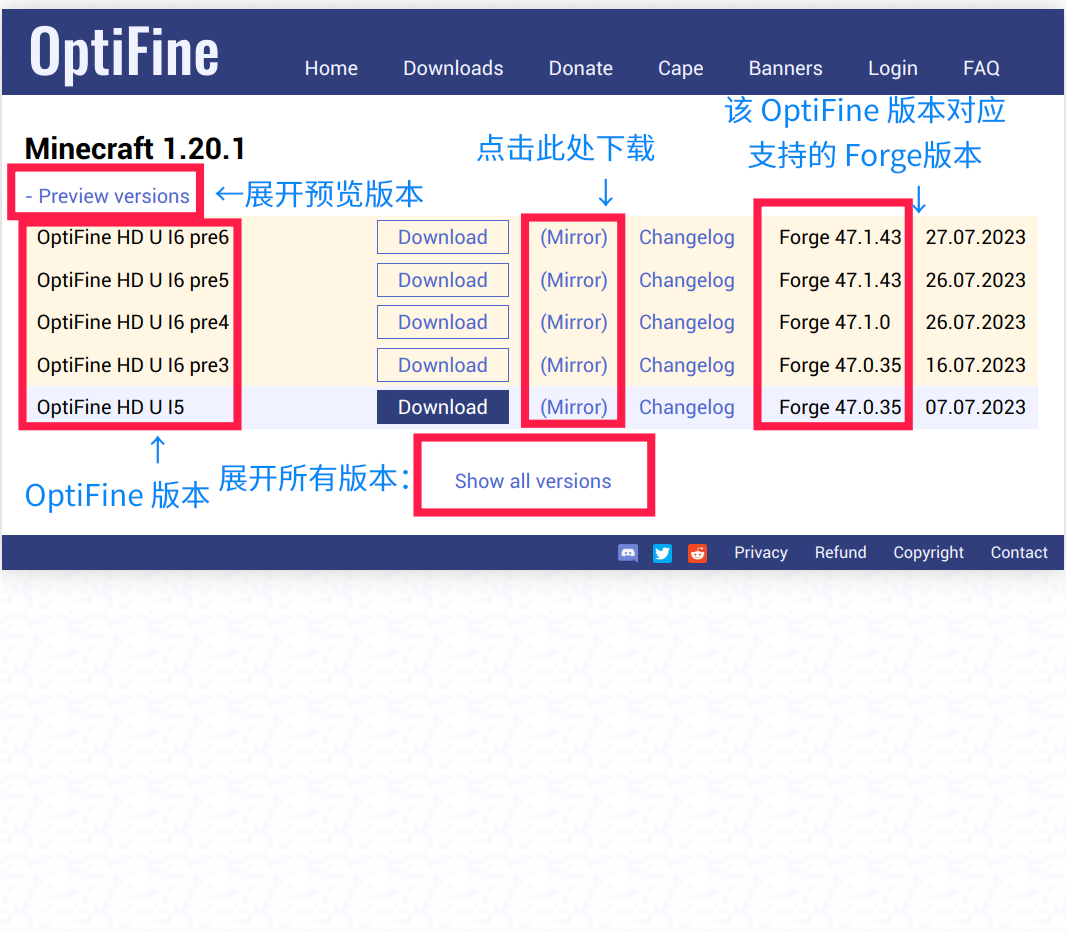 OptiFine
Home Downloads Donate Cape Banners Login FAQ
该 OptiFine 版本对应
支持的 Forge版本
↓
Minecraft 1.20.1
点击此处下载
↓
- Preview versions
←展开预览版本
OptiFine HD U I6 pre6 Download (Mirror) Changelog Forge 47.1.43 27.07.2023
OptiFine HD U I6 pre5 Download (Mirror) Changelog Forge 47.1.43 26.07.2023
OptiFine HD U I6 pre4 Download (Mirror) Changelog Forge 47.1.0 26.07.2023
OptiFine HD U I6 pre3 Download (Mirror) Changelog Forge 47.0.35 16.07.2023
OptiFine HD U I5 Download (Mirror) Changelog Forge 47.0.35 07.07.2023
↑
OptiFine 版本
展开所有版本：
Show all versions
Privacy Refund Copyright Contact